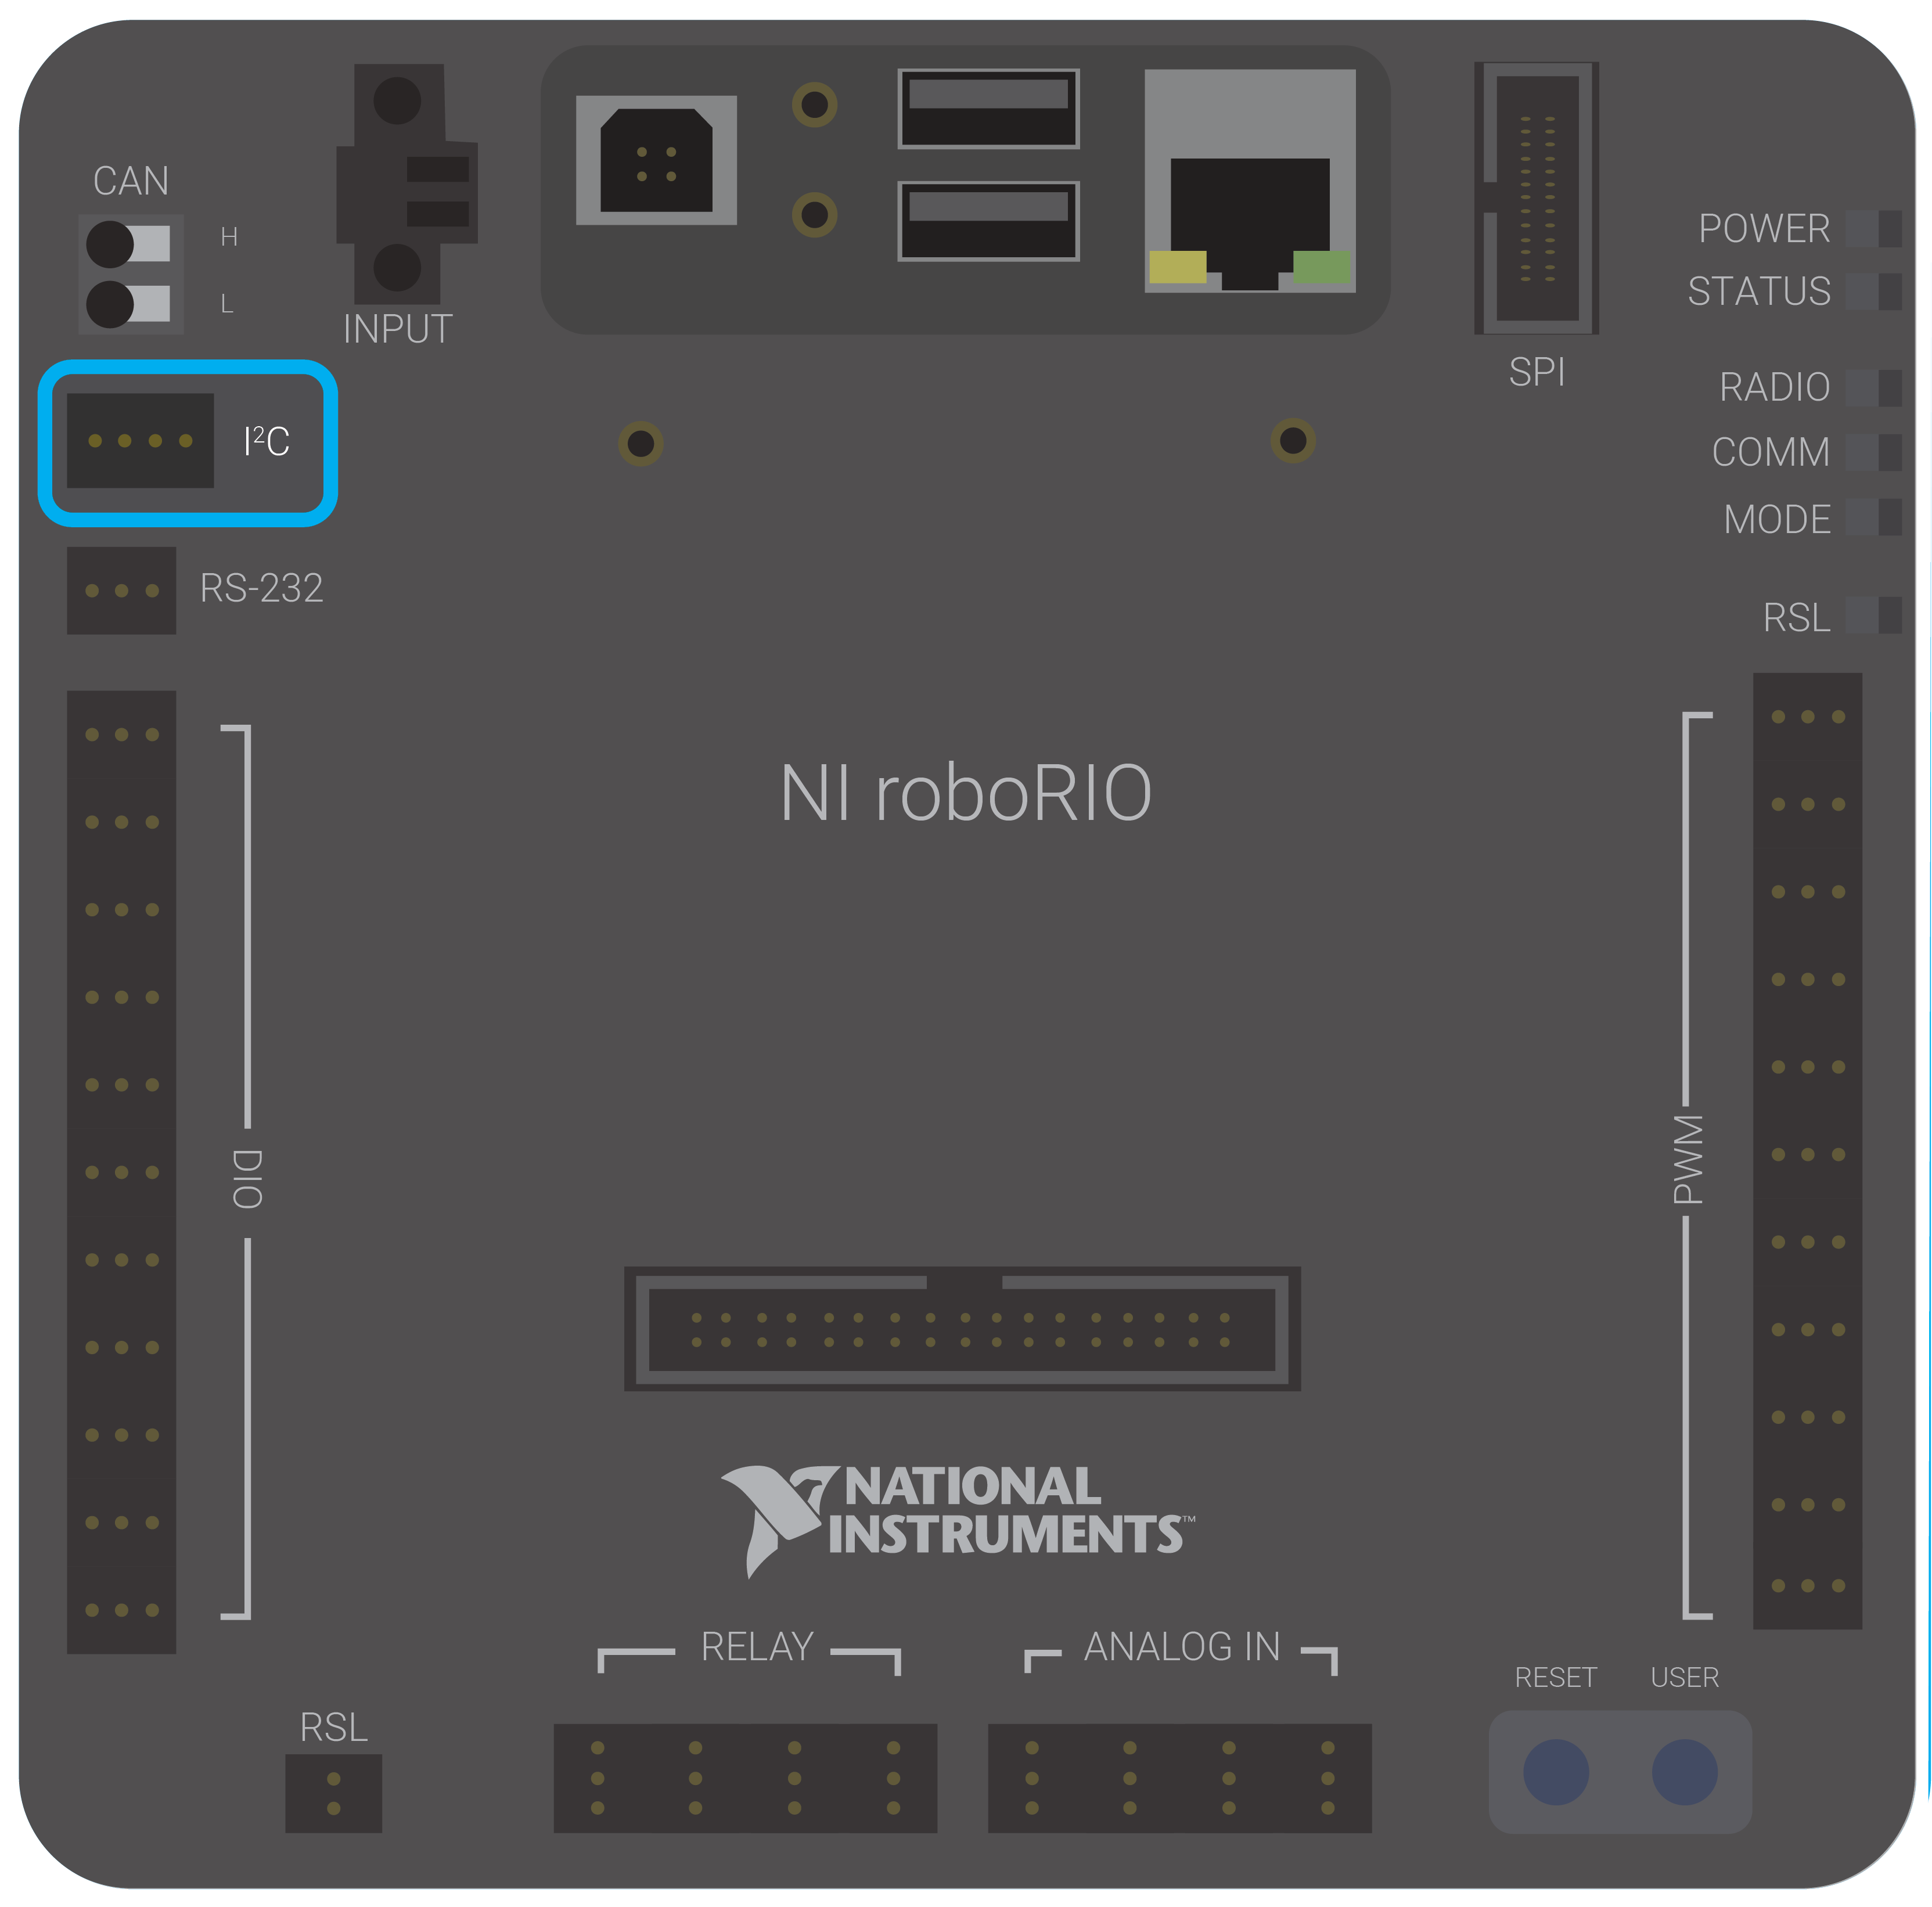 CAN
H
L
INPUT
SPI
POWER
STATUS
RADIO
COMM
MODE
RSL
I²C
RS-232
NI roboRIO
DIO
PWM
NATIONAL
INSTRUMENTS™
RELAY
ANALOG IN
RESET
USER
RSL